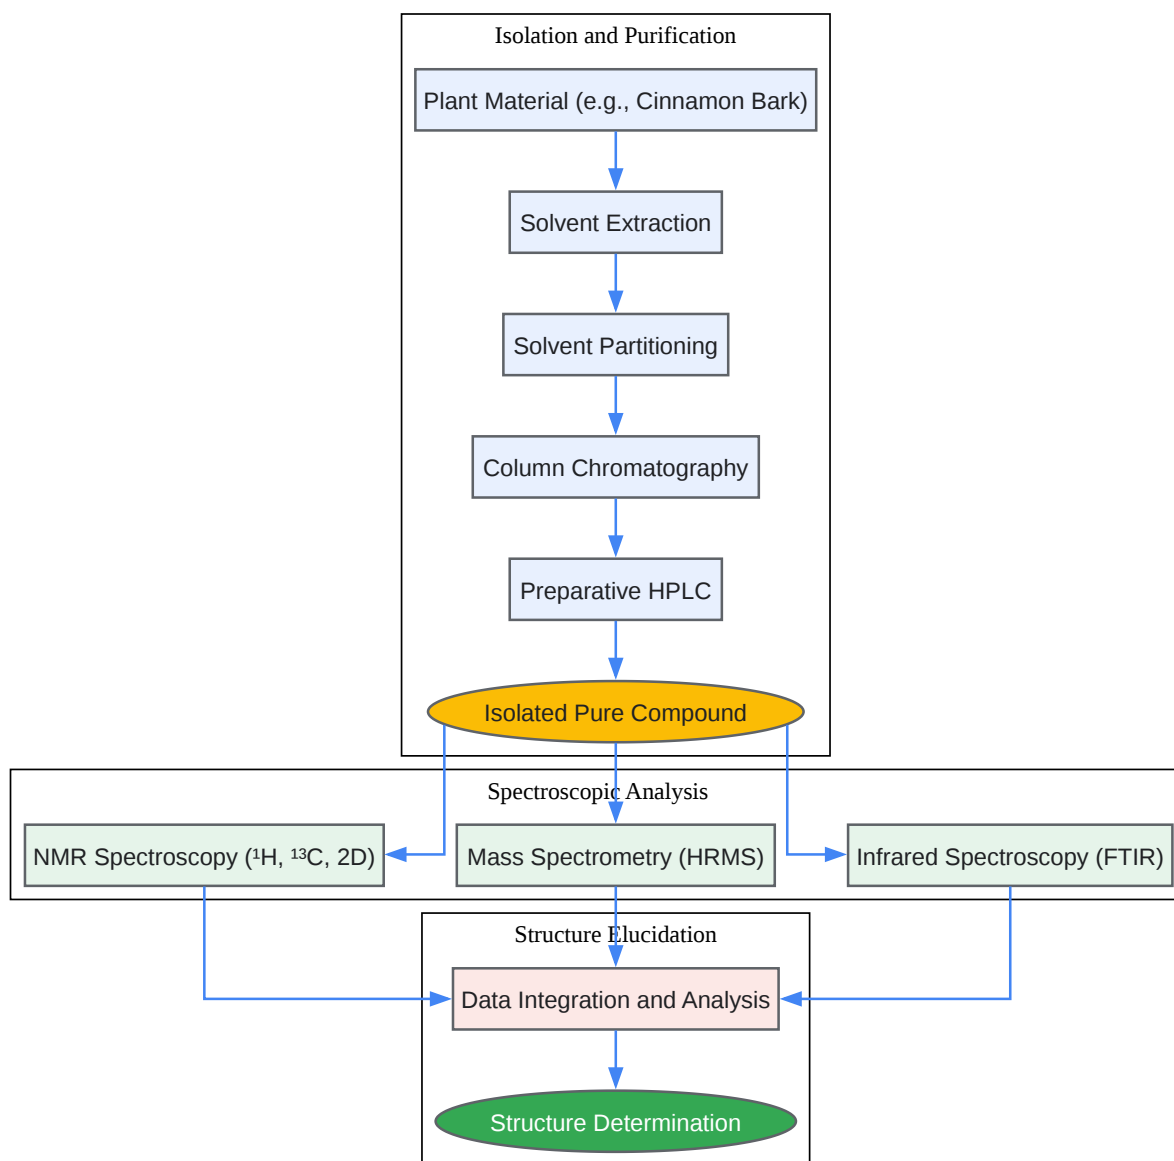 Isolation and Purification
Plant Material (e.g., Cinnamon Bark)
Solvent Extraction
Solvent Partitioning
Column Chromatography
Preparative HPLC
Isolated Pure Compound
Spectroscopic Analysis
NMR Spectroscopy (¹H, ¹³C, 2D)
Mass Spectrometry (HRMS)
Infrared Spectroscopy (FTIR)
Structure Elucidation
Data Integration and Analysis
Structure Determination